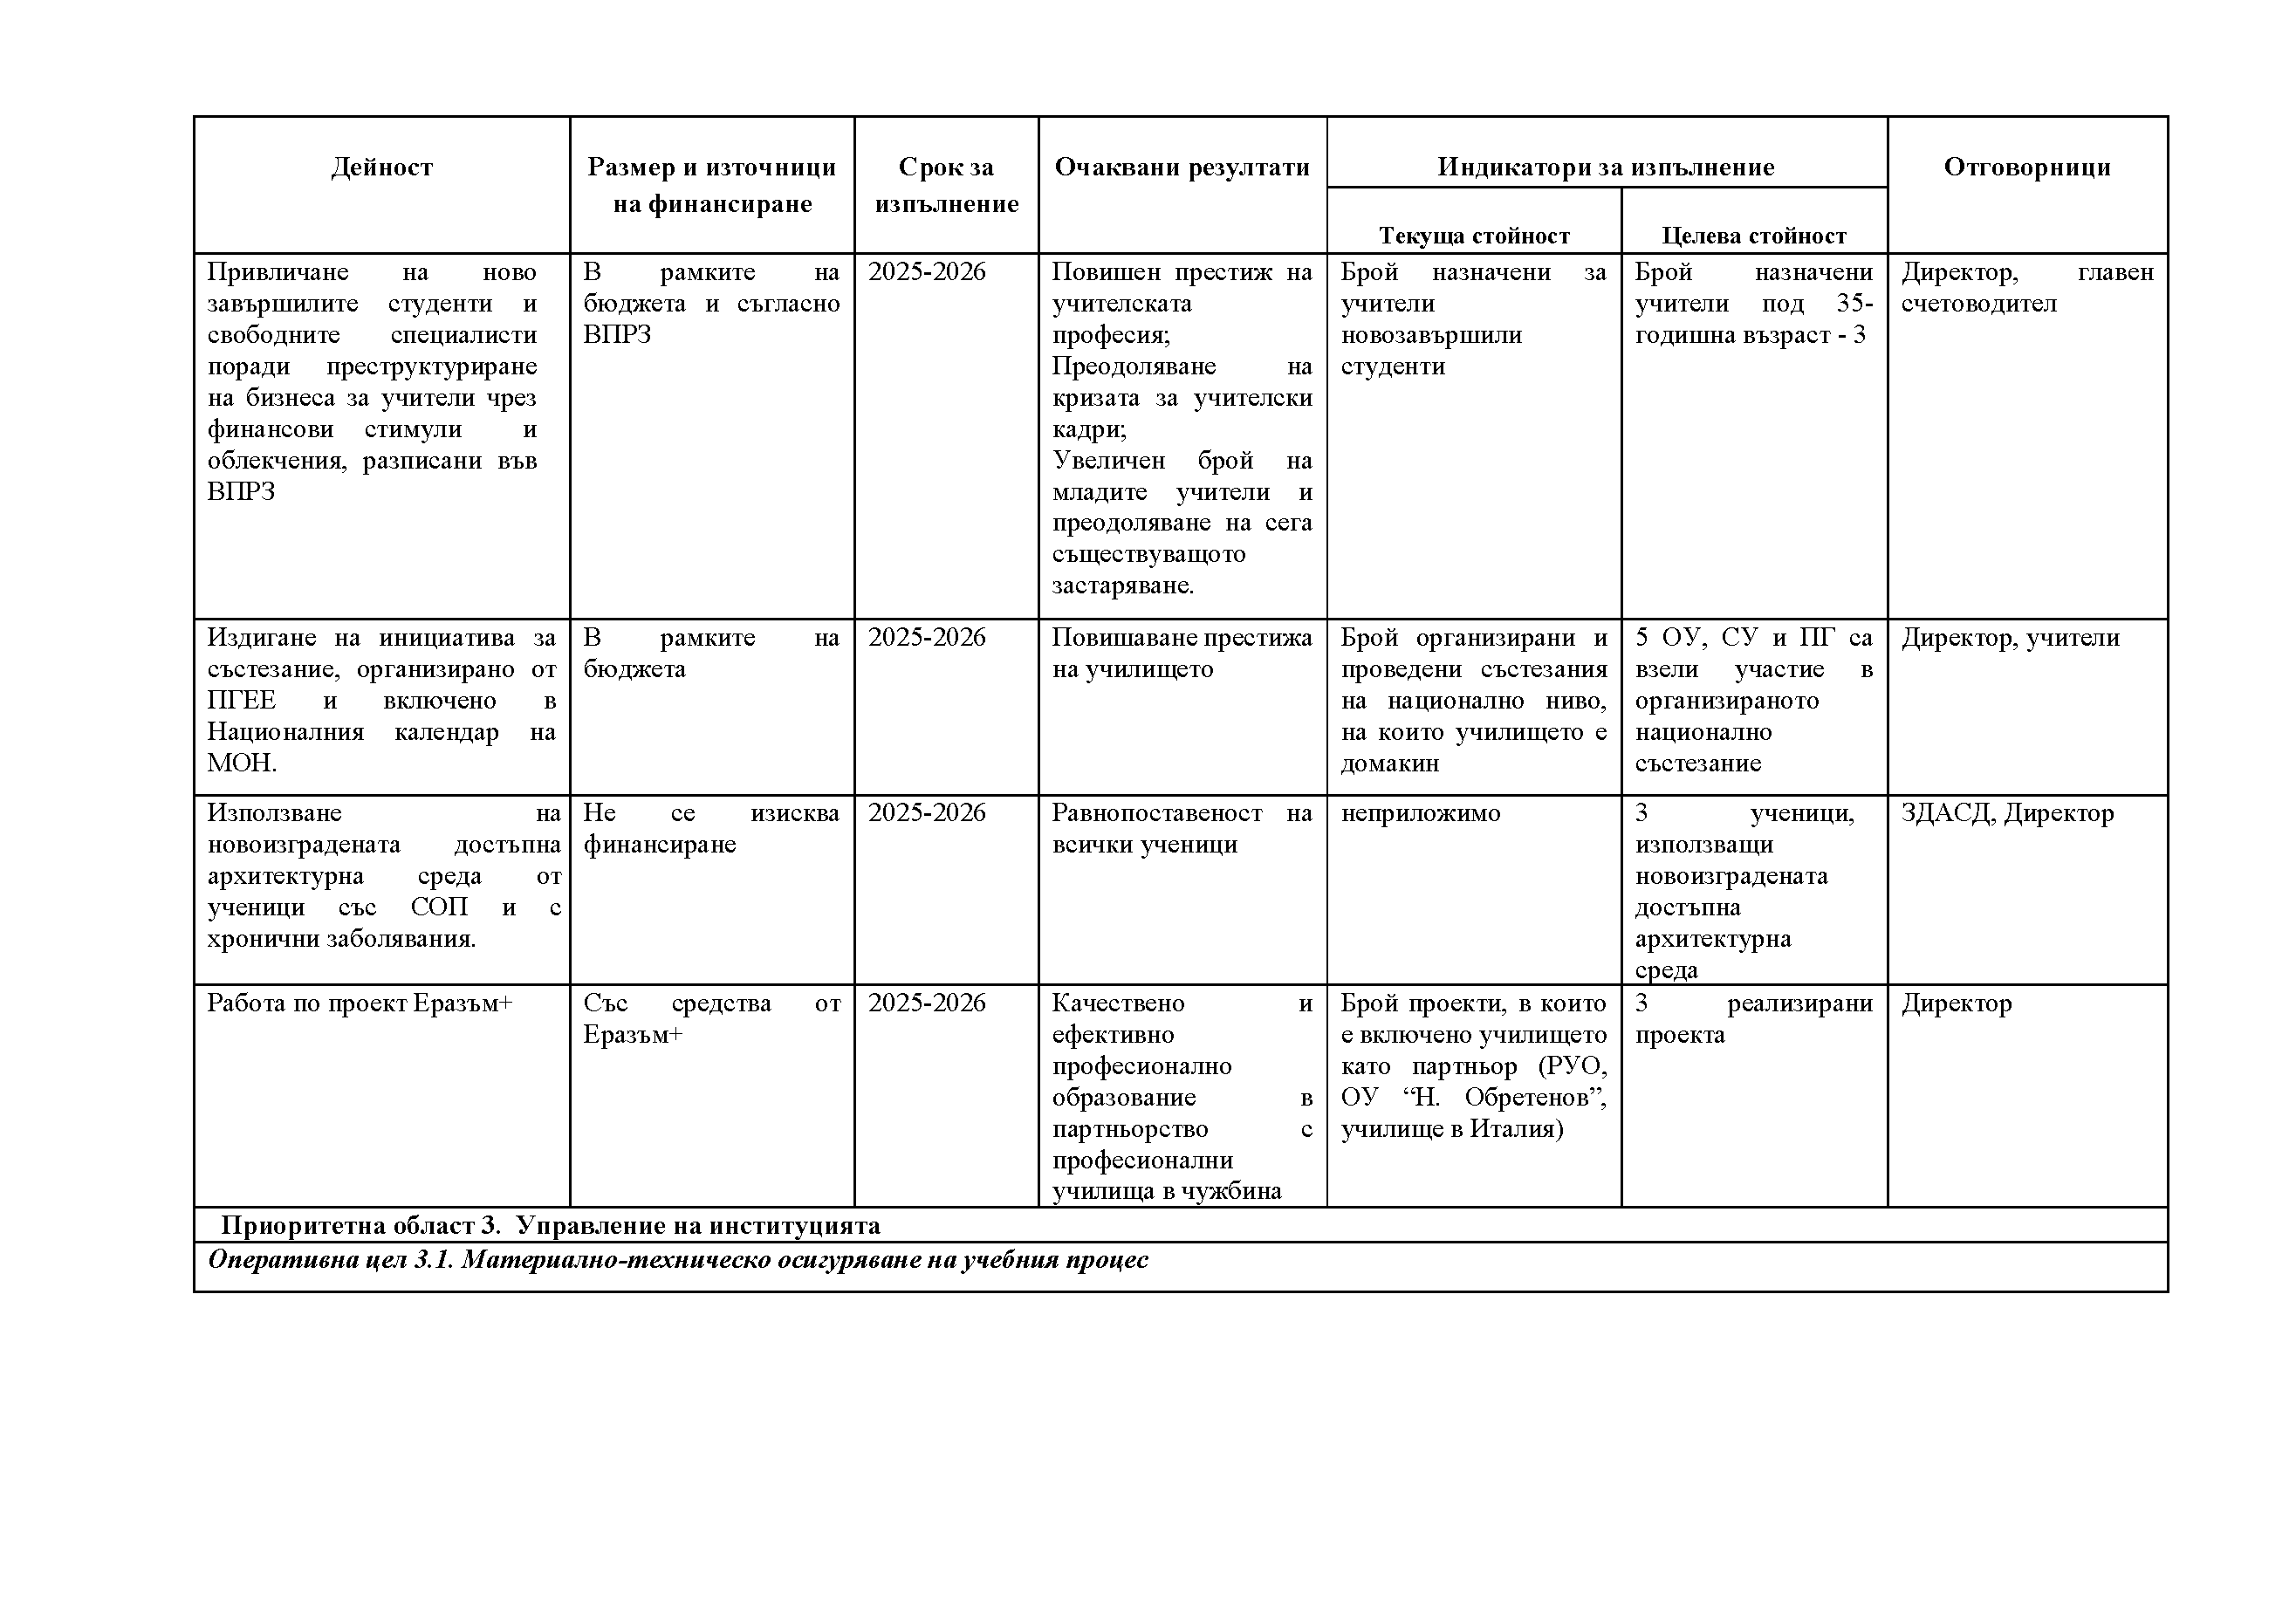 Дейност
Размер и източници
на финансиране
Срок за
изпълнение
Очаквани резултати
Индикатори за изпълнение
Отговорници
Текуща стойност
Целева стойност
Привличане на ново
завършилите студенти и
свободните специалисти
поради преструктуриране
на бизнеса за учители чрез
финансови стимули и
облекчения, разписани във
ВПРЗ
В рамките на
бюджета и съгласно
ВПРЗ
2025-2026
Повишен престиж на
учителската
професия;
Преодоляване на
кризата за учителски
кадри;
Увеличен брой на
младите учители и
преодоляване на сега
съществуващото
застаряване.
Брой назначени за
учители
новозавършили
студенти
Брой назначени
учители под 35-
годишна възраст - 3
Директор, главен
счетоводител
Издигане на инициатива за
състезание, организирано от
ПГЕЕ и включено в
Националния календар на
МОН.
В рамките на
бюджета
2025-2026
Повишаване престижа
на училището
Брой организирани и
проведени състезания
на национално ниво,
на които училището е
домакин
5 ОУ, СУ и ПГ са
взели участие в
организираното
национално
състезание
Директор, учители
Използване на
новоизградената достъпна
архитектурна среда от
ученици със СОП и с
хронични заболявания.
Не се изисква
финансиране
2025-2026
Равнопоставеност на
всички ученици
неприложимо
3 ученици,
използващи
новоизградената
достъпна
архитектурна
среда
ЗДАСД, Директор
Работа по проект Еразъм+
Със средства от
Еразъм+
2025-2026
Качествено и
ефективно
професионално
образование в
партньорство с
професионални
училища в чужбина
Брой проекти, в които
е включено училището
като партньор (РУО,
ОУ “Н. Обретенов”,
училище в Италия)
3 реализирани
проекта
Директор
Приоритетна област 3. Управление на институцията
Оперативна цел 3.1. Материално-техническо осигуряване на учебния процес